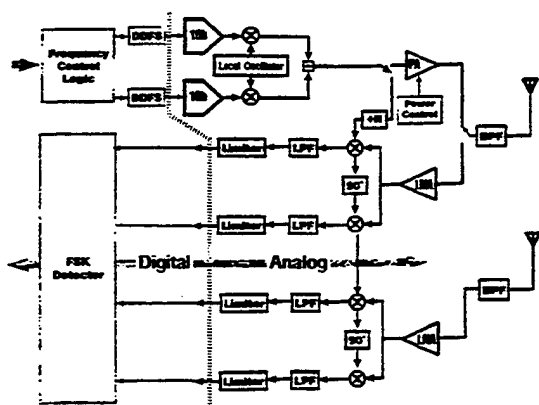 DDFS
Frequency
Control
Logic
Local Oscillator
DDFS
PA
Power
Control
÷N
BPF
Limiter
LPF
90°
LNA
Limiter
LPF
FSK
Detector
Digital
Analog
BPF
Limiter
LPF
90°
LNA
Limiter
LPF